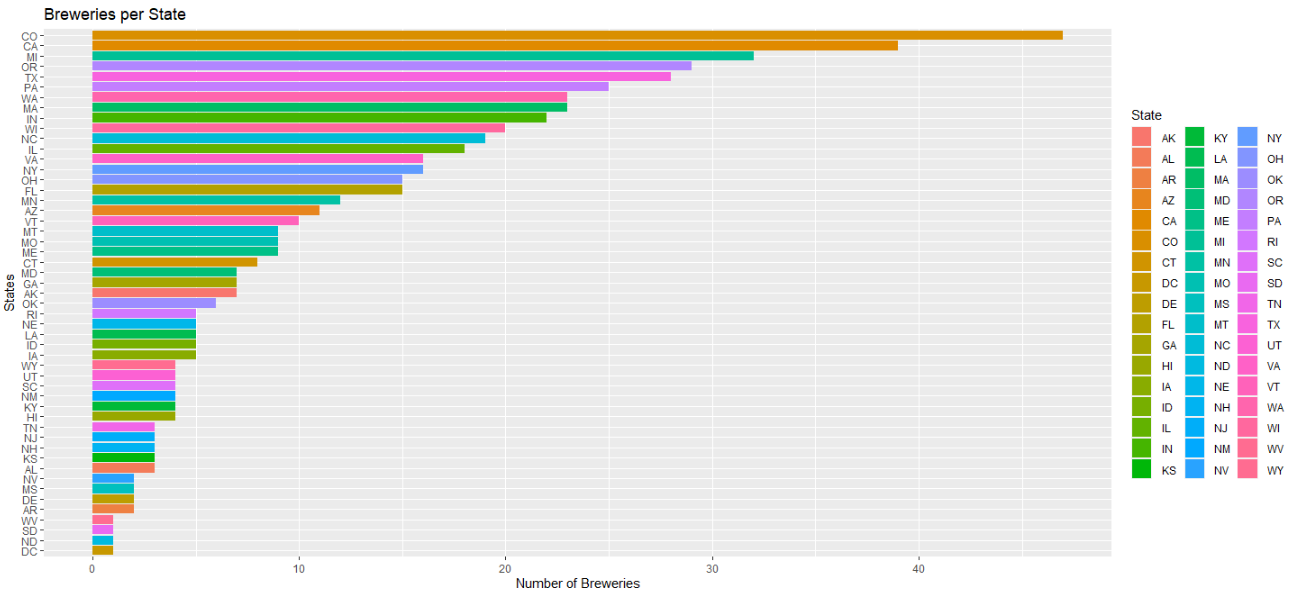 Breweries per State
CO
CA
MI
OR
TX
PA
WA
MA
IN
WI
NC
IL
VA
NY
OH
FL
MN
AZ
VT
MT
MO
ME
CT
MD
GA
AK
OK
RI
NE
LA
ID
IA
WY
UT
SC
NM
KY
HI
TN
NJ
NH
KS
AL
NV
MS
DE
AR
WV
SD
ND
DC
States
0 10 20 30 40
Number of Breweries
State
AK KY NY
AL LA OH
AR MA OK
AZ MD OR
CA ME PA
CO MI RI
CT MN SC
DC MO SD
DE MS TN
FL MT TX
GA NC UT
HI ND VA
IA NE VT
ID NH WA
IL NJ WI
IN NM WV
KS NV WY